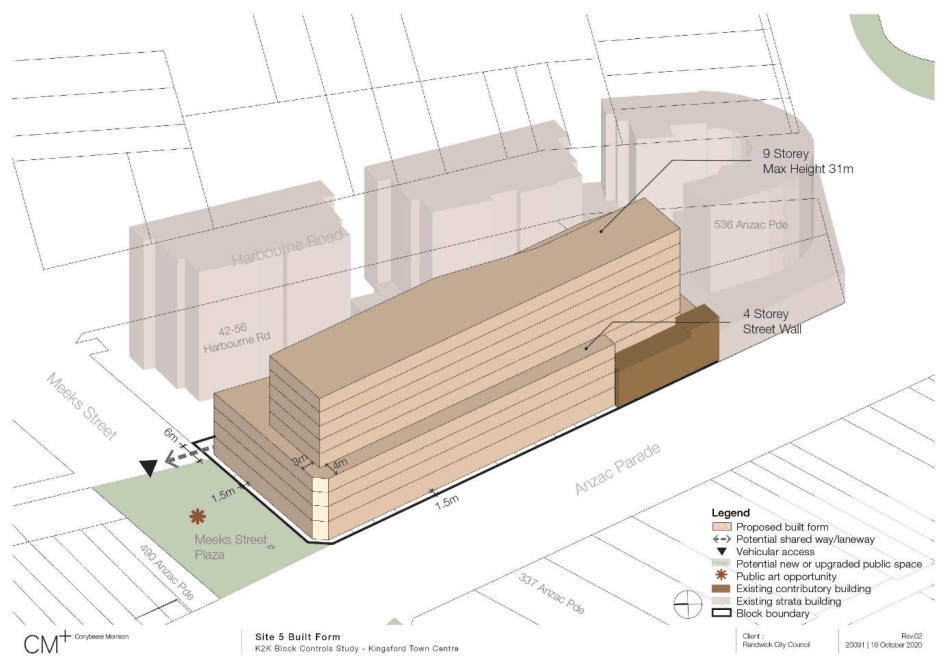 9 Storey
Max Height 31m
536 Anzac Pde
Harbourne Road
4 Storey
Street Wall
42-56
Harbourne Rd
Meeks Street
6m
3m
4m
1.5m
1.5m
Anzac Parade
Meeks Street
Plaza
490 Anzac Pde
337 Anzac Pde
Legend
Proposed built form
Potential shared way/laneway
Vehicular access
Potential new or upgraded public space
Public art opportunity
Existing contributory building
Existing strata building
Block boundary
CM+ Conybeare Morrison
Site 5 Built Form
K2K Block Controls Study - Kingsford Town Centre
Client :
Randwick City Council
Rev.02
20091 | 16 October 2020